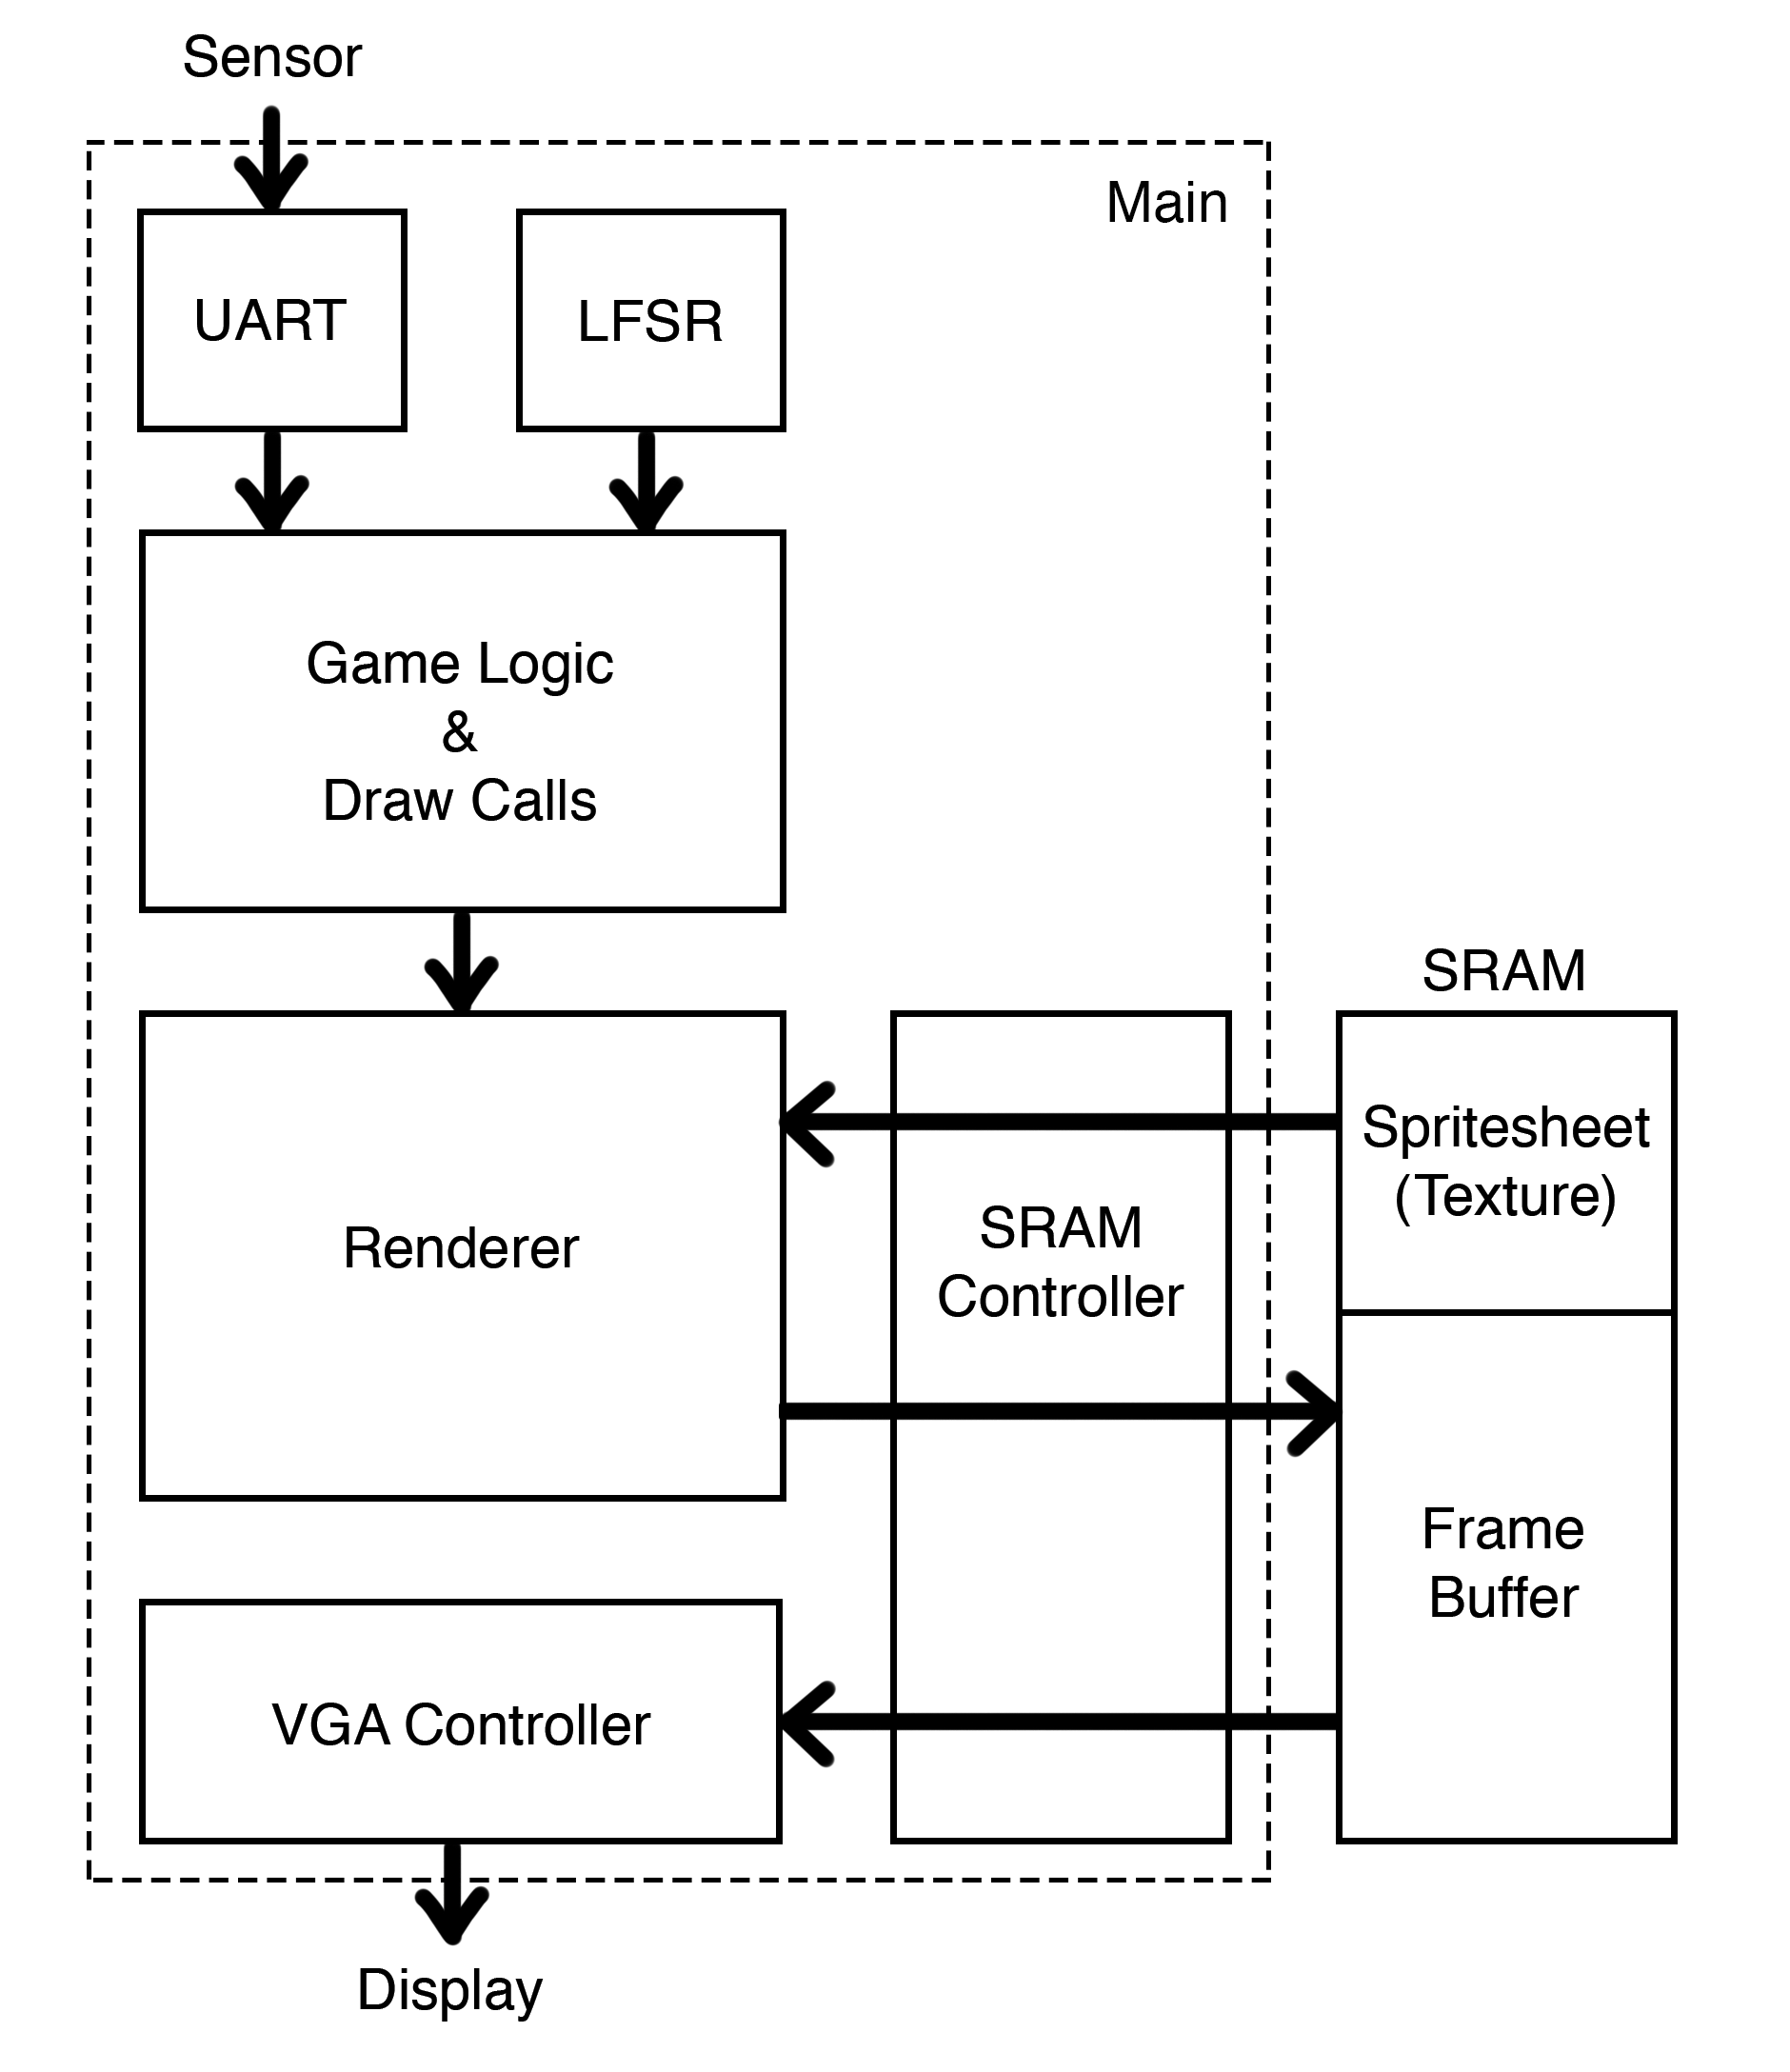 Sensor
Main
UART
LFSR
Game Logic
&
Draw Calls
SRAM
Spritesheet
(Texture)
Renderer
SRAM
Controller
Frame
Buffer
VGA Controller
Display